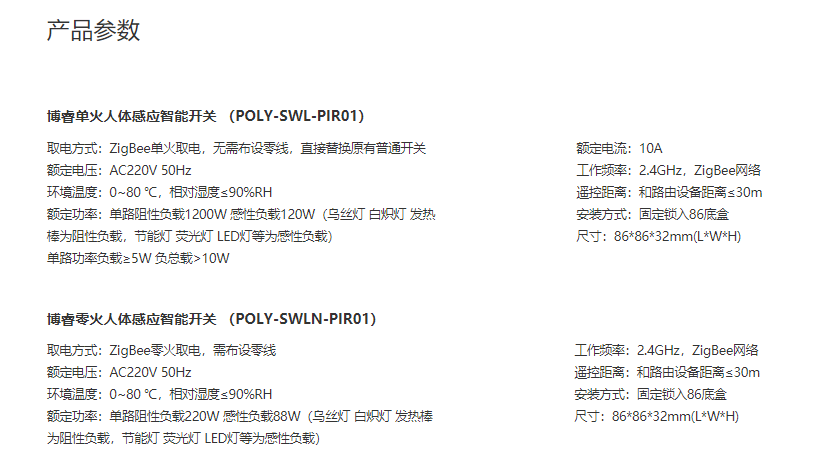 产品参数
博睿单火人体感应智能开关 （POLY-SWL-PIR01）
取电方式：ZigBee单火取电，无需布设零线，直接替换原有普通开关
额定电压：AC220V 50Hz
环境温度：0~80 ℃，相对湿度≤90%RH
额定功率：单路阻性负载1200W 感性负载120W（乌丝灯 白炽灯 发热
棒为阻性负载，节能灯 荧光灯 LED灯等为感性负载）
单路功率负载≥5W 负总载>10W
额定电流：10A
工作频率：2.4GHz，ZigBee网络
遥控距离：和路由设备距离≤30m
安装方式：固定锁入86底盒
尺寸：86*86*32mm(L*W*H)
博睿零火人体感应智能开关 （POLY-SWLN-PIR01）
取电方式：ZigBee零火取电，需布设零线
额定电压：AC220V 50Hz
环境温度：0~80 ℃，相对湿度≤90%RH
额定功率：单路阻性负载220W 感性负载88W（乌丝灯 白炽灯 发热棒
为阻性负载，节能灯 荧光灯 LED灯等为感性负载）
工作频率：2.4GHz，ZigBee网络
遥控距离：和路由设备距离≤30m
安装方式：固定锁入86底盒
尺寸：86*86*32mm(L*W*H)